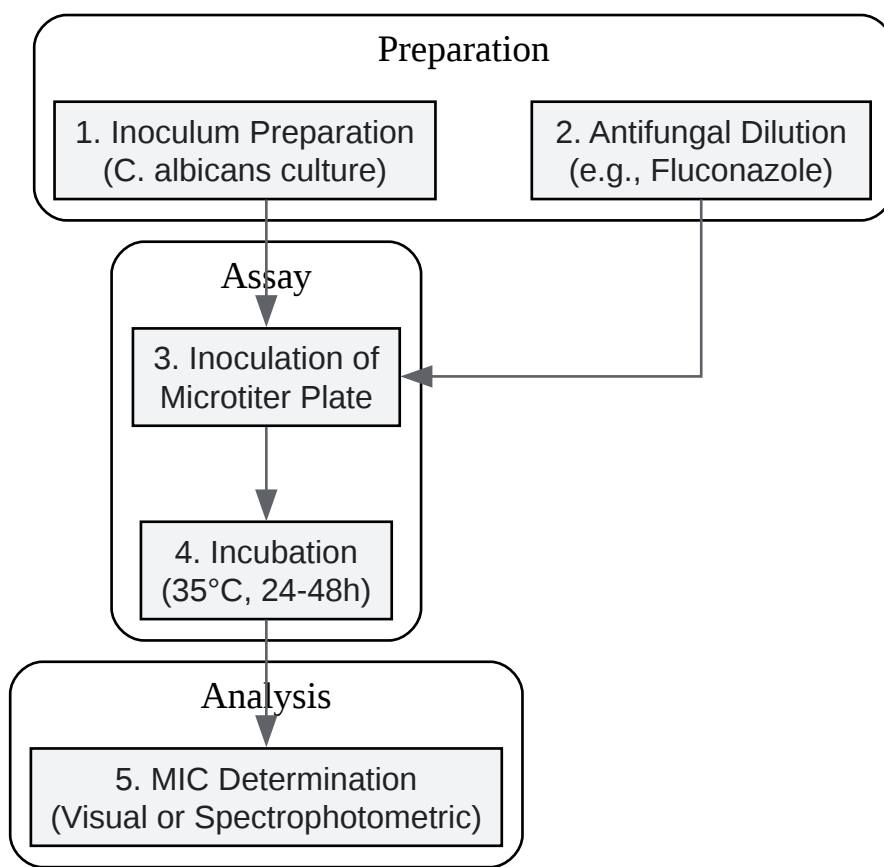 Preparation
1. Inoculum Preparation
(C. albicans culture)
2. Antifungal Dilution
(e.g., Fluconazole)
Assay
3. Inoculation of
Microtiter Plate
4. Incubation
(35°C, 24-48h)
Analysis
5. MIC Determination
(Visual or Spectrophotometric)